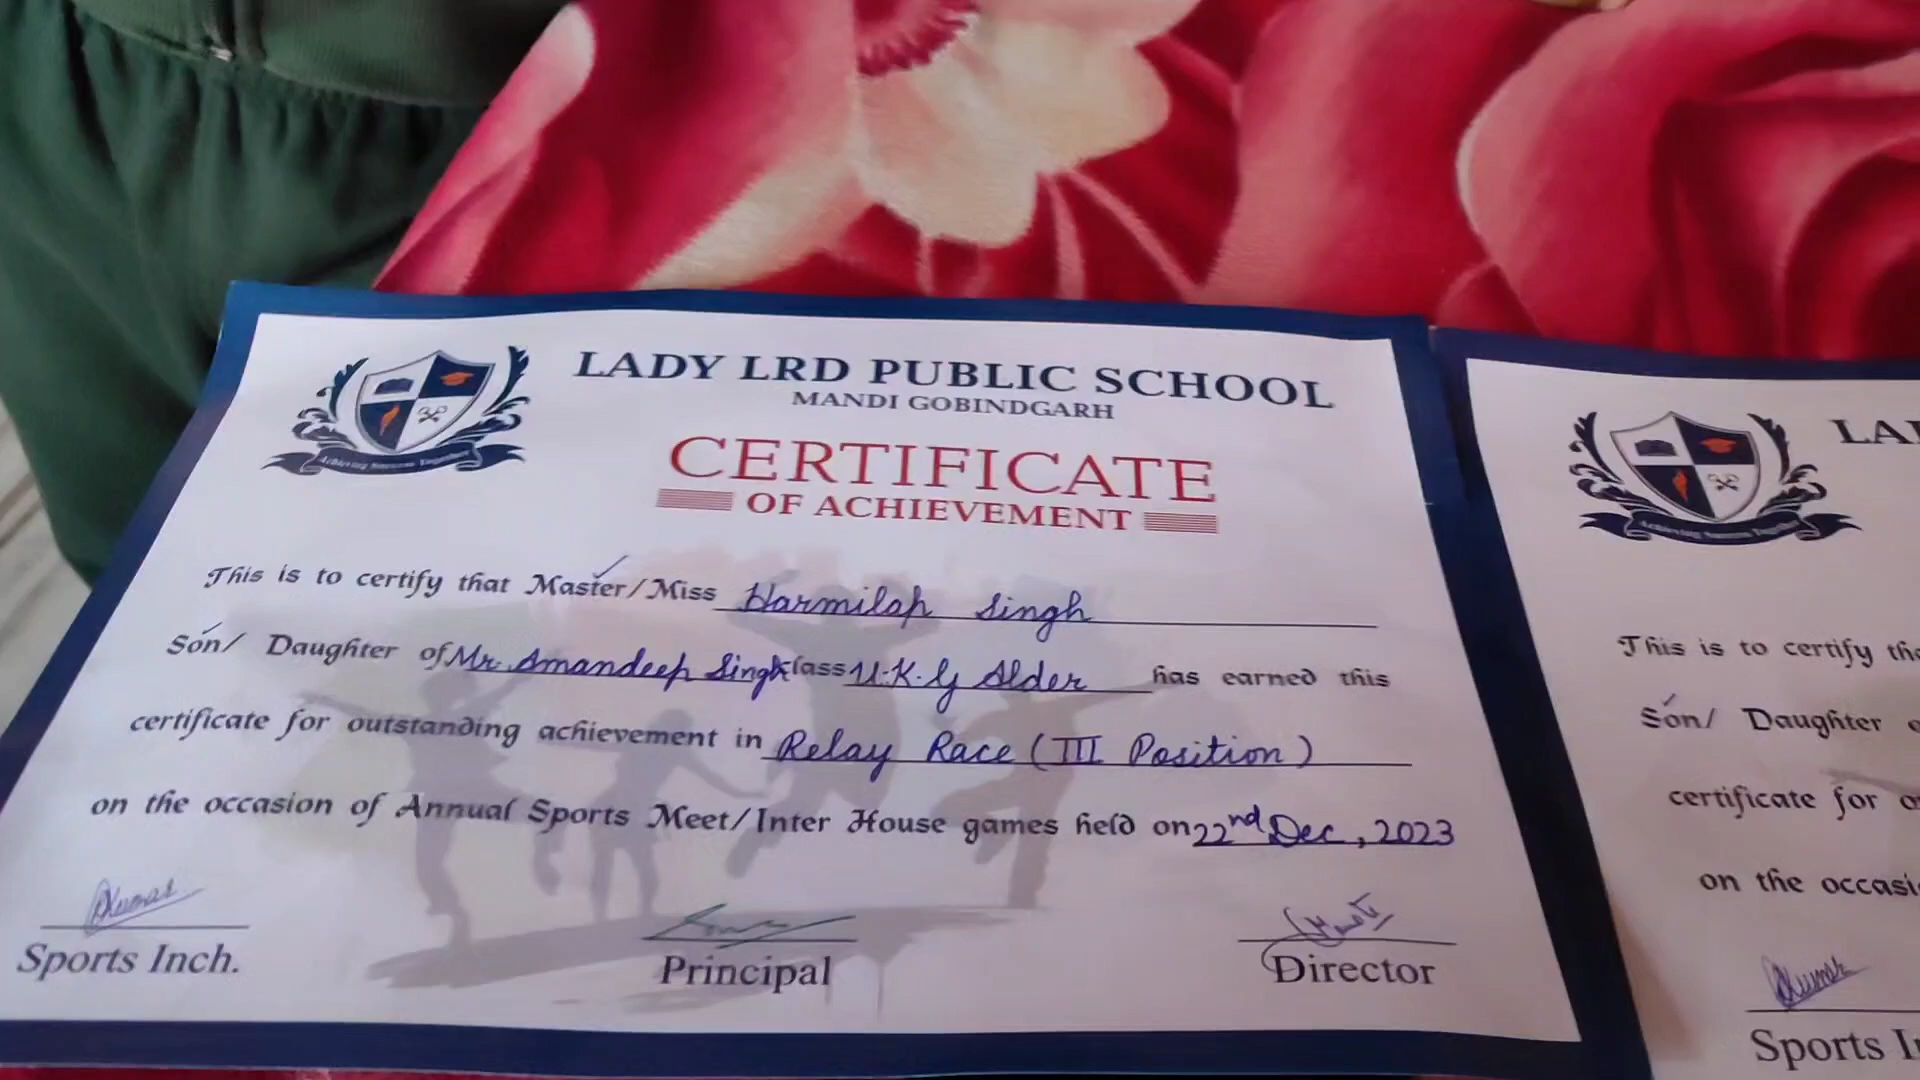 LADY LRD PUBLIC SCHOOL
MANDI GOBINDGARH
CERTIFICATE
OF ACHIEVEMENT
This is to certify that Master/Miss Harmilap Singh
Son/ Daughter of Mr. Amandeep Singh Class U.K.G Alder has earned this
certificate for outstanding achievement in Relay Race (III Position)
on the occasion of Annual Sports Meet/Inter House games held on 22nd Dec, 2023
Sports Inch.
Principal
Director
LA
This is to certify tha
Son/ Daughter o
certificate for o
on the occasi
Sports I